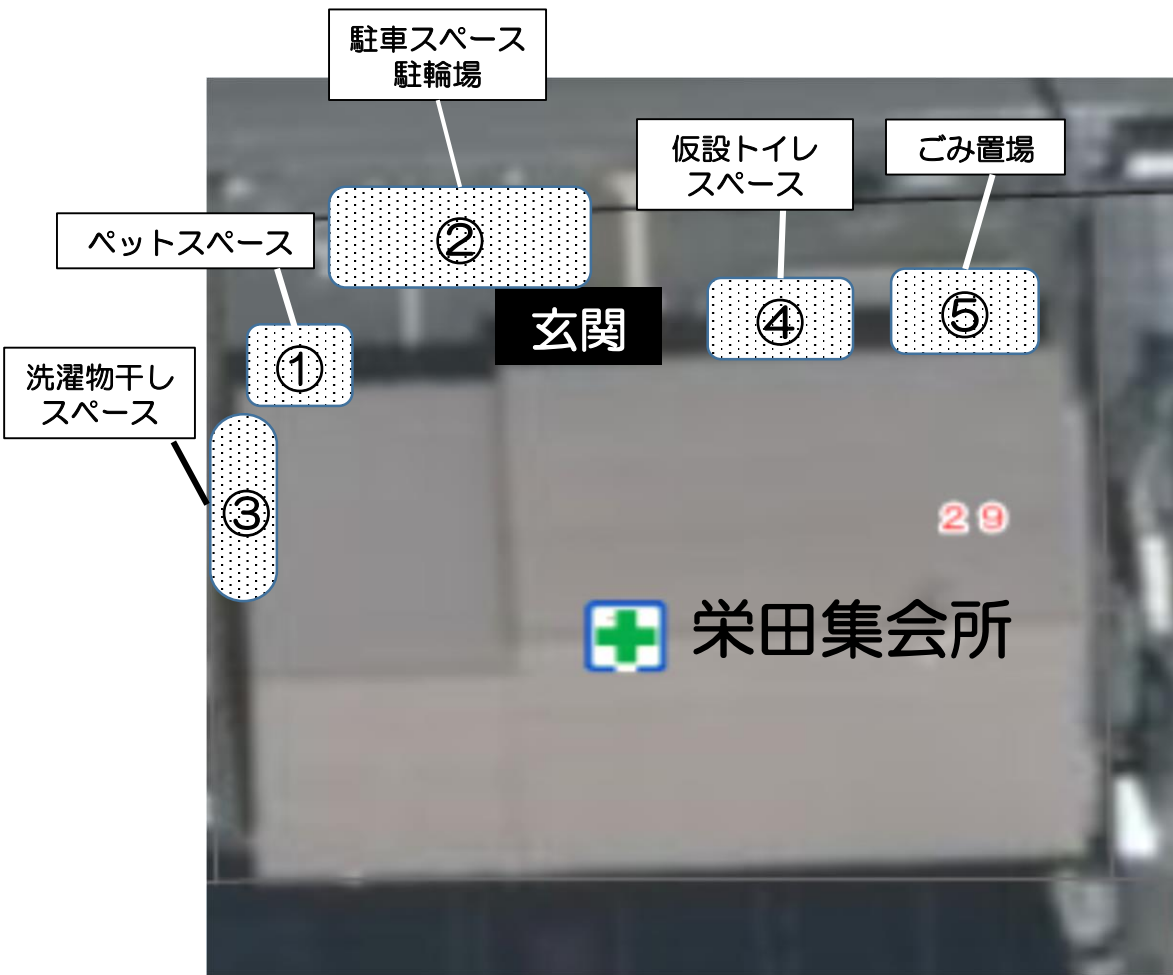 駐車スペース
駐輪場
仮設トイレ
スペース
ごみ置場
ペットスペース
②
④
⑤
玄関
①
洗濯物干し
スペース
③
29
栄田集会所